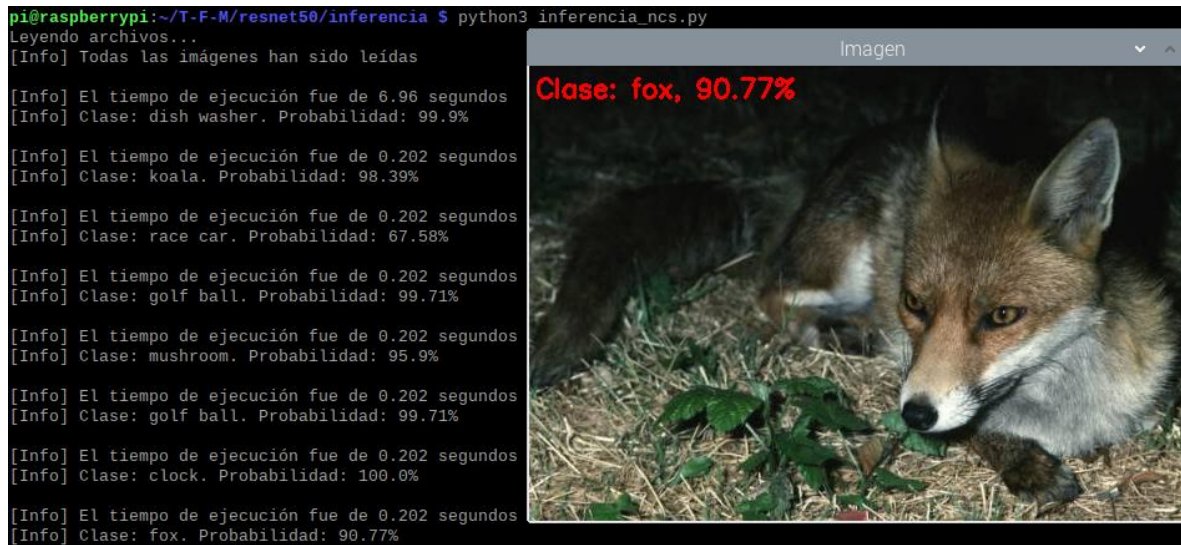 pi@raspberrypi:~/T-F-M/resnet50/inferencia $ python3 inferencia_ncs.py
Leyendo archivos...
[Info] Todas las imágenes han sido leídas
[Info] El tiempo de ejecución fue de 6.96 segundos
[Info] Clase: dish washer. Probabilidad: 99.9%
[Info] El tiempo de ejecución fue de 0.202 segundos
[Info] Clase: koala. Probabilidad: 98.39%
[Info] El tiempo de ejecución fue de 0.202 segundos
[Info] Clase: race car. Probabilidad: 67.58%
[Info] El tiempo de ejecución fue de 0.202 segundos
[Info] Clase: golf ball. Probabilidad: 99.71%
[Info] El tiempo de ejecución fue de 0.202 segundos
[Info] Clase: mushroom. Probabilidad: 95.9%
[Info] El tiempo de ejecución fue de 0.202 segundos
[Info] Clase: golf ball. Probabilidad: 99.71%
[Info] El tiempo de ejecución fue de 0.202 segundos
[Info] Clase: clock. Probabilidad: 100.0%
[Info] El tiempo de ejecución fue de 0.202 segundos
[Info] Clase: fox. Probabilidad: 90.77%
Imagen
Clase: fox, 90.77%